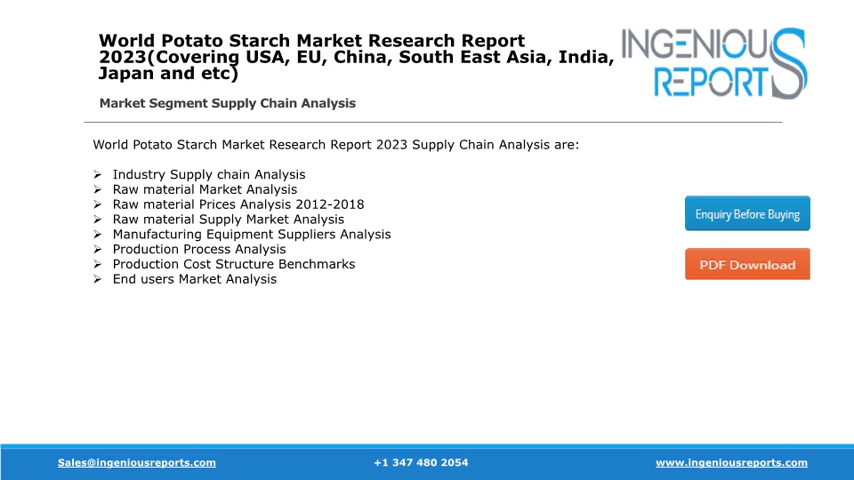 World Potato Starch Market Research Report
2023(Covering USA, EU, China, South East Asia, India,
Japan and etc)
INGENIOUS
REPORTS
Market Segment Supply Chain Analysis
World Potato Starch Market Research Report 2023 Supply Chain Analysis are:
➢ Industry Supply chain Analysis
➢ Raw material Market Analysis
➢ Raw material Prices Analysis 2012-2018
➢ Raw material Supply Market Analysis
➢ Manufacturing Equipment Suppliers Analysis
➢ Production Process Analysis
➢ Production Cost Structure Benchmarks
➢ End users Market Analysis
Enquiry Before Buying
PDF Download
Sales@ingeniousreports.com
+1 347 480 2054
www.ingeniousreports.com